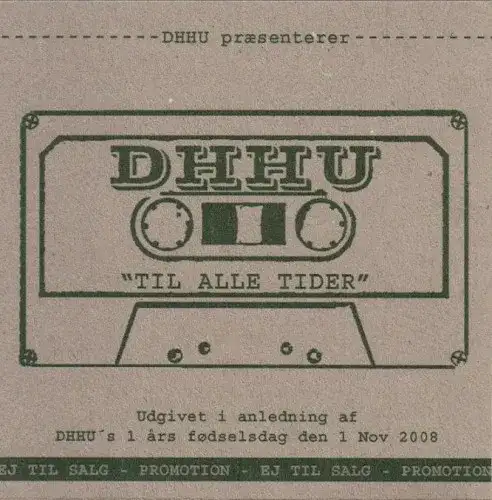 DHHU præsenterer
DHHU
"TIL ALLE TIDER"
Udgivet i anledning af
DHHU´s 1 års fødselsdag den 1 Nov 2008
EJ TIL SALG - PROMOTION - EJ TIL SALG - PROMOTION